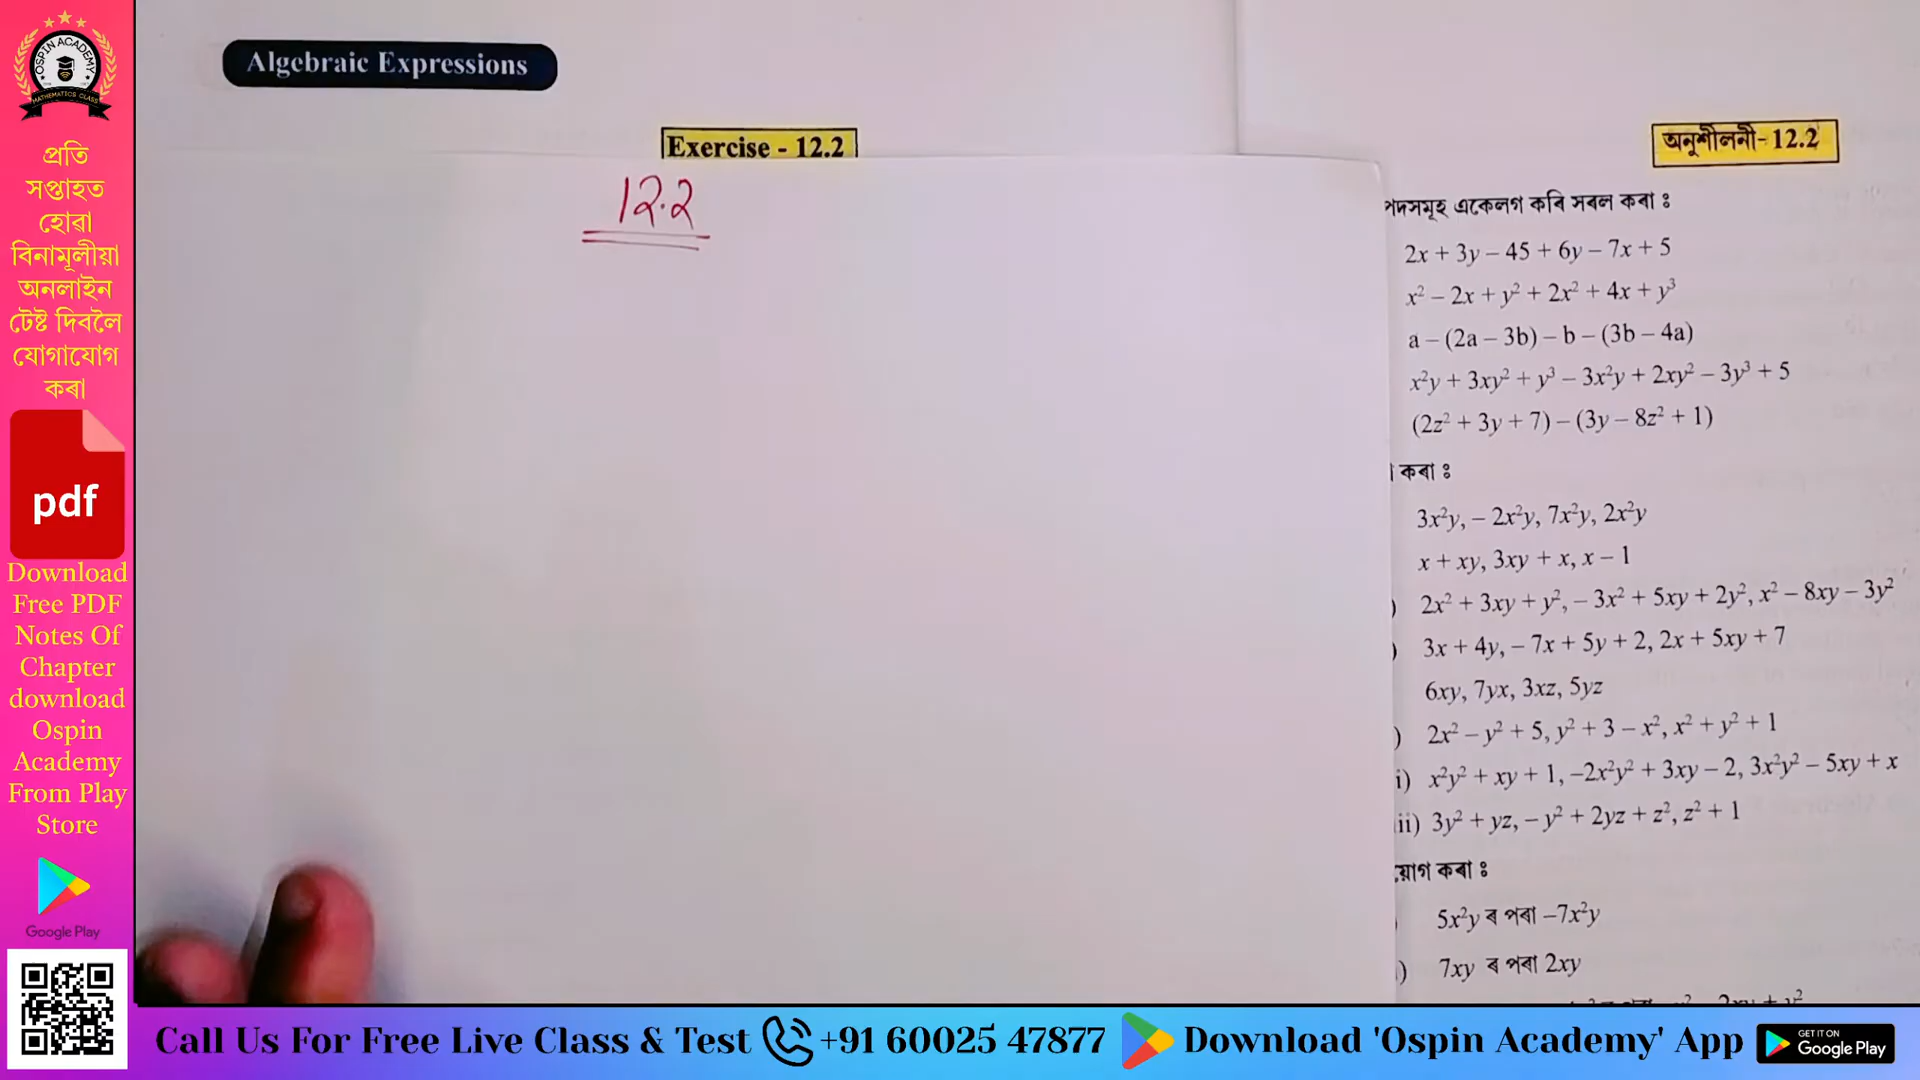 OSPIN ACADEMY
MATHEMATICS CLASS
প্ৰতি
সপ্তাহত
হোৱা
বিনামূলীয়া
অনলাইন
টেষ্ট দিবলৈ
যোগাযোগ
কৰা
pdf
Download
Free PDF
Notes Of
Chapter
download
Ospin
Academy
From Play
Store
Google Play
Algebraic Expressions
Exercise - 12.2
12.2
অনুশীলনী- 12.2
পদসমূহ একেলগ কৰি সৰল কৰা ঃ
2x + 3y – 45 + 6y – 7x + 5
x² – 2x + y² + 2x² + 4x + y³
a – (2a – 3b) – b – (3b – 4a)
x²y + 3xy² + y³ – 3x²y + 2xy² – 3y³ + 5
(2z² + 3y + 7) – (3y – 8z² + 1)
কৰা ঃ
3x²y, – 2x²y, 7x²y, 2x²y
x + xy, 3xy + x, x – 1
) 2x² + 3xy + y², – 3x² + 5xy + 2y², x² – 8xy – 3y²
) 3x + 4y, – 7x + 5y + 2, 2x + 5xy + 7
6xy, 7yx, 3xz, 5yz
) 2x² – y² + 5, y² + 3 – x², x² + y² + 1
i) x²y² + xy + 1, –2x²y² + 3xy – 2, 3x²y² – 5xy + x
ii) 3y² + yz, – y² + 2yz + z², z² + 1
য়োগ কৰা ঃ
5x²y ৰ পৰা –7x²y
) 7xy ৰ পৰা 2xy
Call Us For Free Live Class & Test +91 60025 47877 Download 'Ospin Academy' App GET IT ON Google Play